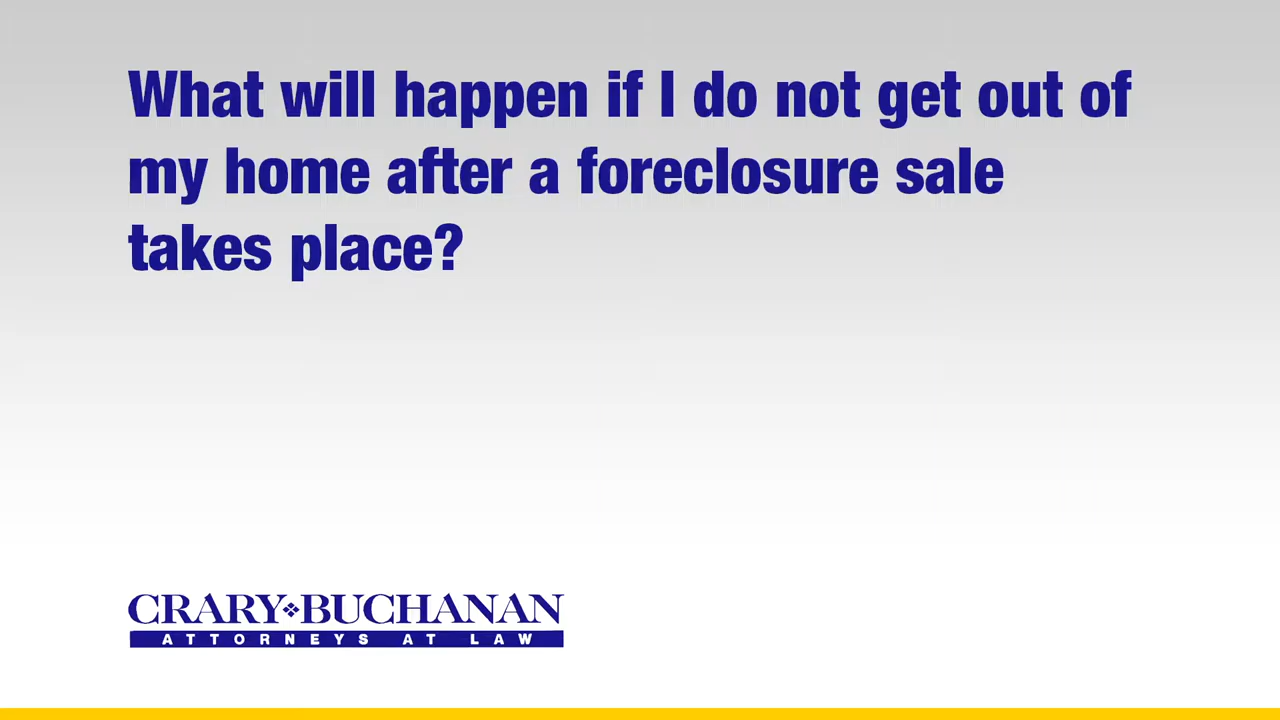 What will happen if I do not get out of
my home after a foreclosure sale
takes place?
CRARY❖BUCHANAN
ATTORNEYS AT LAW